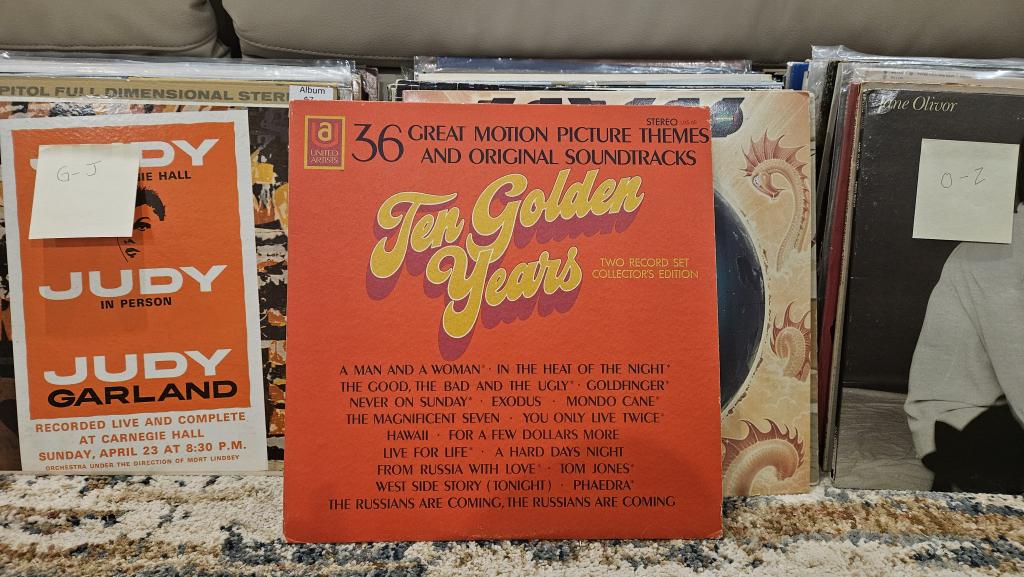 PITOL FULL DIMENSIONAL STER
Album
JUDY
IE HALL
G-J
JUDY
IN PERSON
JUDY
GARLAND
RECORDED LIVE AND COMPLETE
AT CARNEGIE HALL
SUNDAY, APRIL 23 AT 8:30 P.M.
ORCHESTRA UNDER THE DIRECTION OF MORT LINDSEY
UNITED
ARTISTS
STEREO
36 GREAT MOTION PICTURE THEMES
AND ORIGINAL SOUNDTRACKS
Ten Golden
Years
TWO RECORD SET
COLLECTOR'S EDITION
A MAN AND A WOMAN* · IN THE HEAT OF THE NIGHT*
THE GOOD, THE BAD AND THE UGLY* · GOLDFINGER*
NEVER ON SUNDAY* · EXODUS · MONDO CANE*
THE MAGNIFICENT SEVEN · YOU ONLY LIVE TWICE*
HAWAII · FOR A FEW DOLLARS MORE
LIVE FOR LIFE* · A HARD DAYS NIGHT
FROM RUSSIA WITH LOVE* · TOM JONES*
WEST SIDE STORY (TONIGHT) · PHAEDRA*
THE RUSSIANS ARE COMING, THE RUSSIANS ARE COMING
Jane Olivor
O-Z